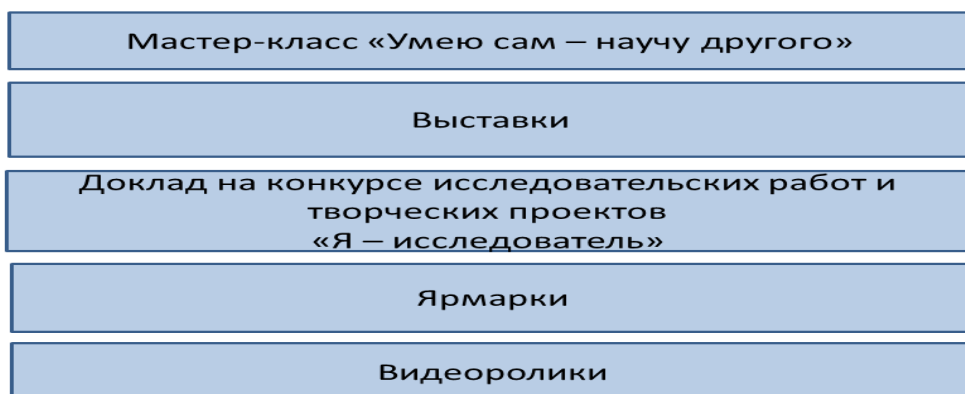 Мастер-класс «Умею сам – научу другого»
Выставки
Доклад на конкурсе исследовательских работ и
творческих проектов
«Я – исследователь»
Ярмарки
Видеоролики